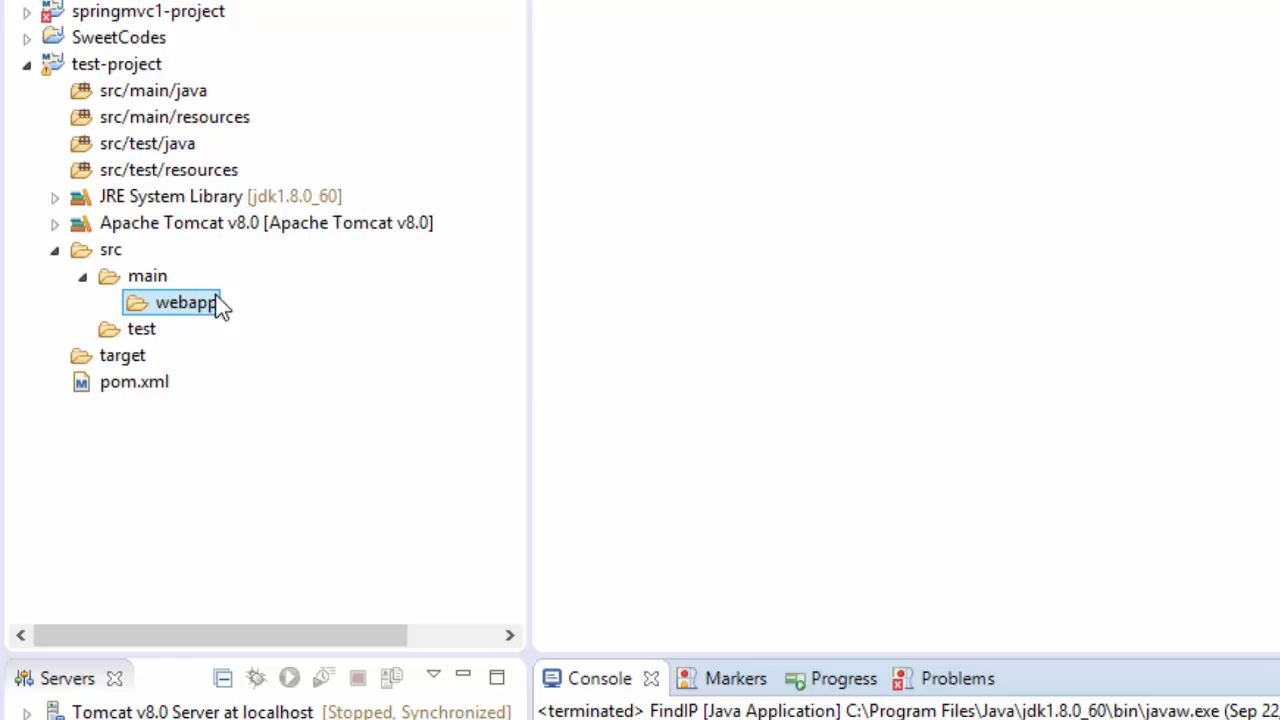 springmvc1-project
SweetCodes
test-project
src/main/java
src/main/resources
src/test/java
src/test/resources
JRE System Library [jdk1.8.0_60]
Apache Tomcat v8.0 [Apache Tomcat v8.0]
src
main
webapp
test
target
pom.xml
Servers
Console Markers Progress Problems
Tomcat v8.0 Server at localhost [Stopped, Synchronized]
<terminated> FindIP [Java Application] C:\Program Files\Java\jdk1.8.0_60\bin\javaw.exe (Sep 22